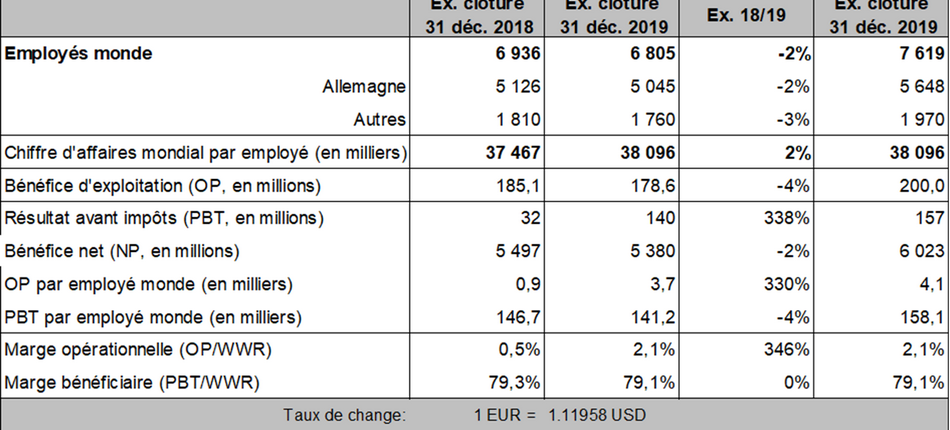 Ex. clôture Ex. clôture Ex. clôture
31 déc. 2018 31 déc. 2019 Ex. 18/19 31 déc. 2019
Employés monde 6 936 6 805 -2% 7 619
Allemagne 5 126 5 045 -2% 5 648
Autres 1 810 1 760 -3% 1 970
Chiffre d'affaires mondial par employé (en milliers) 37 467 38 096 2% 38 096
Bénéfice d'exploitation (OP, en millions) 185,1 178,6 -4% 200,0
Résultat avant impôts (PBT, en millions) 32 140 338% 157
Bénéfice net (NP, en millions) 5 497 5 380 -2% 6 023
OP par employé monde (en milliers) 0,9 3,7 330% 4,1
PBT par employé monde (en milliers) 146,7 141,2 -4% 158,1
Marge opérationnelle (OP/WWR) 0,5% 2,1% 346% 2,1%
Marge bénéficiaire (PBT/WWR) 79,3% 79,1% 0% 79,1%
Taux de change: 1 EUR = 1.11958 USD